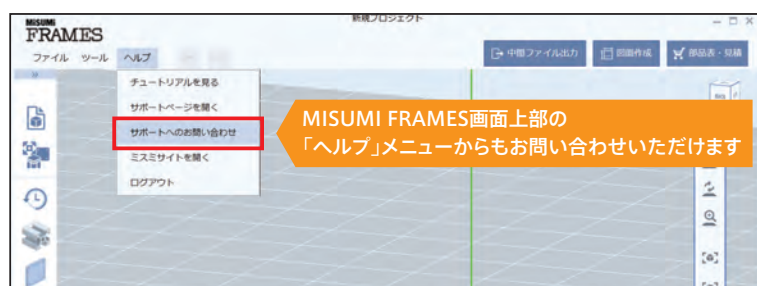 MiSUMi
FRAMES
新規プロジェクト
ファイル ツール ヘルプ
中間ファイル出力 図面作成 部品表・見積
チュートリアルを見る
サポートページを開く
サポートへのお問い合わせ
ミスミサイトを開く
ログアウト
MISUMI FRAMES画面上部の
「ヘルプ」メニューからもお問い合わせいただけます